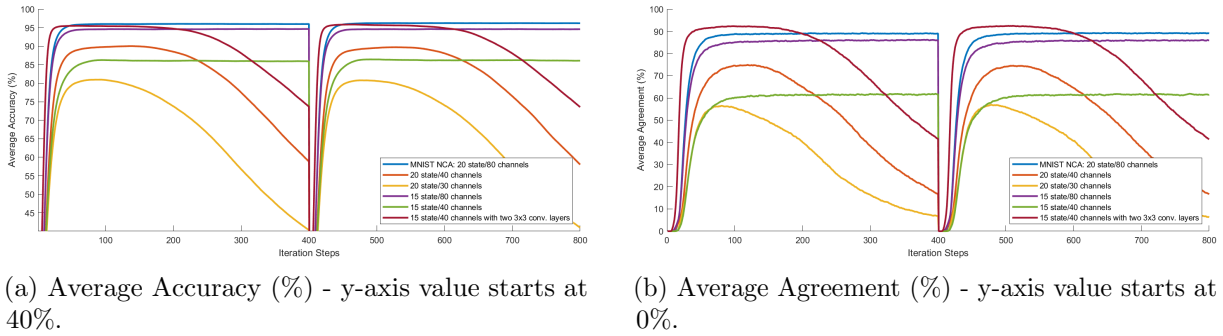 100
95
90
85
80
75
70
65
60
55
50
45
Average Accuracy (%)
100 200 300 400 500 600 700 800
Iteration Steps
MNIST NCA: 20 state/80 channels
20 state/40 channels
20 state/30 channels
15 state/80 channels
15 state/40 channels
15 state/40 channels with two 3x3 conv. layers
(a) Average Accuracy (%) - y-axis value starts at
40%.
100
90
80
70
60
50
40
30
20
10
0
Average Agreement (%)
0 100 200 300 400 500 600 700 800
Iteration Steps
MNIST NCA: 20 state/80 channels
20 state/40 channels
20 state/30 channels
15 state/80 channels
15 state/40 channels
15 state/40 channels with two 3x3 conv. layers
(b) Average Agreement (%) - y-axis value starts at
0%.